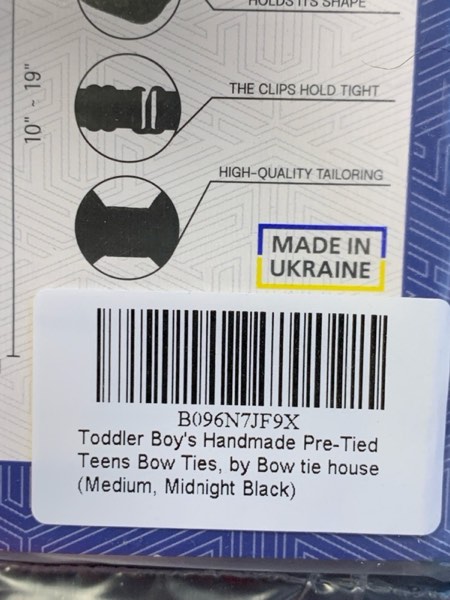 HOLDS ITS SHAPE
THE CLIPS HOLD TIGHT
10" ~ 19"
HIGH-QUALITY TAILORING
MADE IN
UKRAINE
B096N7JF9X
Toddler Boy's Handmade Pre-Tied
Teens Bow Ties, by Bow tie house
(Medium, Midnight Black)